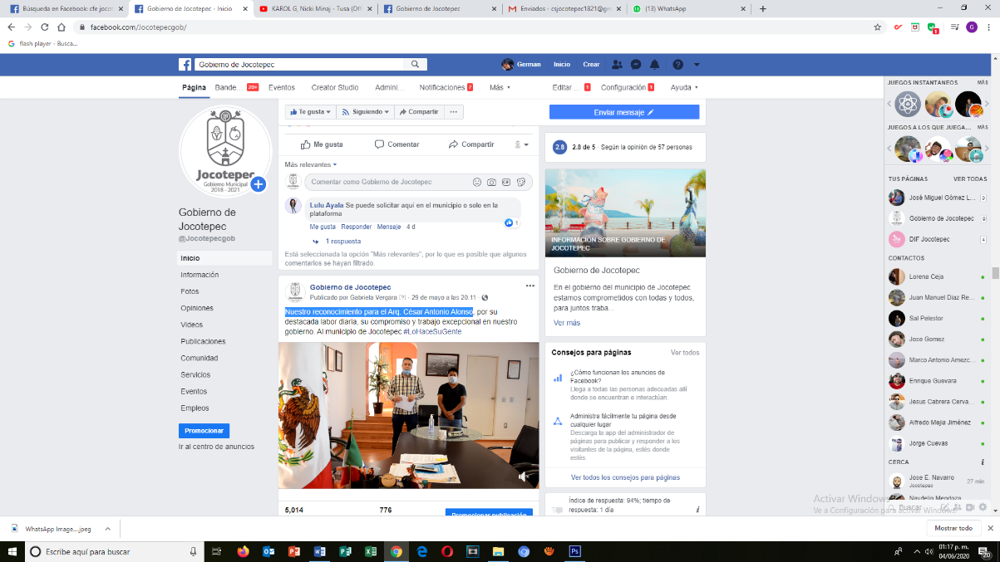 Búsqueda en Facebook: cfe jocot
Gobierno de Jocotepec - Inicio
KAROL G, Nicki Minaj - Tusa (Offi
Gobierno de Jocotepec
Enviados - csjocotepec1821@gm
(13) WhatsApp
facebook.com/Jocotepecgob/
flash player - Busca...
Gobierno de Jocotepec
German
Inicio
Crear
Página
Bande... 20+
Eventos
Creator Studio
Admini...
Notificaciones 7
Más
Editar ... 1
Configuración 1
Ayuda
Te gusta
Siguiendo
Compartir
Enviar mensaje
Jocotepec
Gobierno Municipal
2018 - 2021
Gobierno de
Jocotepec
@Jocotepecgob
Inicio
Información
Fotos
Opiniones
Videos
Publicaciones
Comunidad
Servicios
Eventos
Empleos
Promocionar
Ir al centro de anuncios
Me gusta
Comentar
Compartir
Más relevantes
Comentar como Gobierno de Jocotepec
Lulu Ayala Se puede solicitar aquí en el municipio o solo en la
plataforma
1
Me gusta Responder Mensaje 4 d
1 respuesta
Está seleccionada la opción "Más relevantes", por lo que es posible que algunos
comentarios se hayan filtrado.
Gobierno de Jocotepec
Publicado por Gabriela Vergara [?] · 29 de mayo a las 20:11 ·
Nuestro reconocimiento para el Arq. César Antonio Alonso, por su
destacada labor diaria, su compromiso y trabajo excepcional en nuestro
gobierno. Al municipio de Jocotepec #LoHaceSuGente
5,014
776
Promocionar publicación
2.8
2.8 de 5 · Según la opinión de 57 personas
INFORMACIÓN SOBRE GOBIERNO DE
JOCOTEPEC
Gobierno de Jocotepec
En el gobierno del municipio de Jocotepec
estamos comprometidos con todas y todos,
para juntos traba...
Ver más
Consejos para páginas
Ver todos
¿Cómo funcionan los anuncios de
Facebook?
Llega a todas las personas adecuadas allí
donde se encuentran e interactúan
Administra fácilmente tu página desde
cualquier lugar
Descarga la app del administrador de
páginas para publicar y responder a los
visitantes de la página, estés donde
estés.
Ver todos los consejos para páginas
Índice de respuesta: 94%; tiempo de
respuesta: 1 día
JUEGOS INSTANTÁNEOS
MÁS
JUEGOS A LOS QUE JUEGA...
MÁS
TUS PÁGINAS
VER TODAS
José Miguel Gómez L...
9
Gobierno de Jocotepec
9
DIF Jocotepec
4
CONTACTOS
Lorena Ceja
Juan Manuel Diaz Re...
Sal Pelestor
Jose Gomez
Marco Antonio Amezc...
Enrique Guevara
Jesus Cabrera Cerva...
Alfredo Mejia Jiménez
Jorge Cuevas
CERCA
Jose E. Navarro
Jocotepec
27 min
Naydelin Mendoza
Buscar
Activar Windows
Ve a Configuración para activar Windows.
WhatsApp Image....jpeg
Mostrar todo
Escribe aquí para buscar
01:17 p. m.
04/06/2020
20